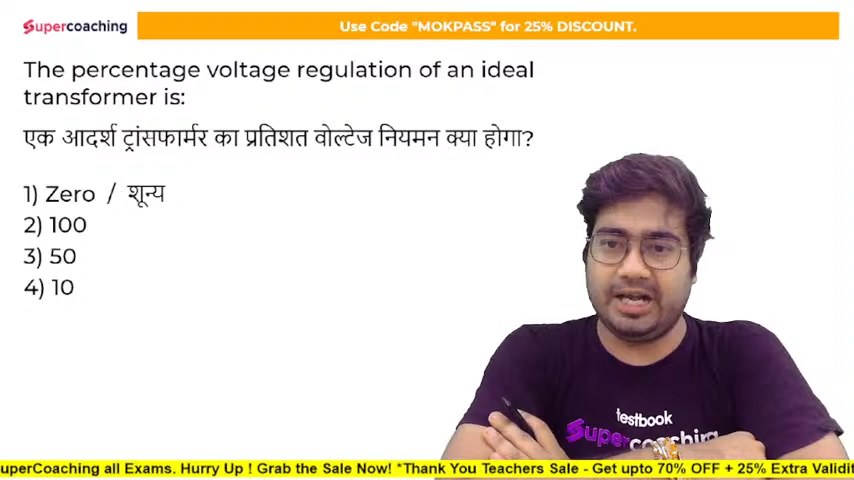 Supercoaching
Use Code "MOKPASS" for 25% DISCOUNT.
The percentage voltage regulation of an ideal
transformer is:
एक आदर्श ट्रांसफार्मर का प्रतिशत वोल्टेज नियमन क्या होगा?
1) Zero / शून्य
2) 100
3) 50
4) 10
testbook
Supercoaching
uperCoaching all Exams. Hurry Up ! Grab the Sale Now! *Thank You Teachers Sale - Get upto 70% OFF + 25% Extra Validit